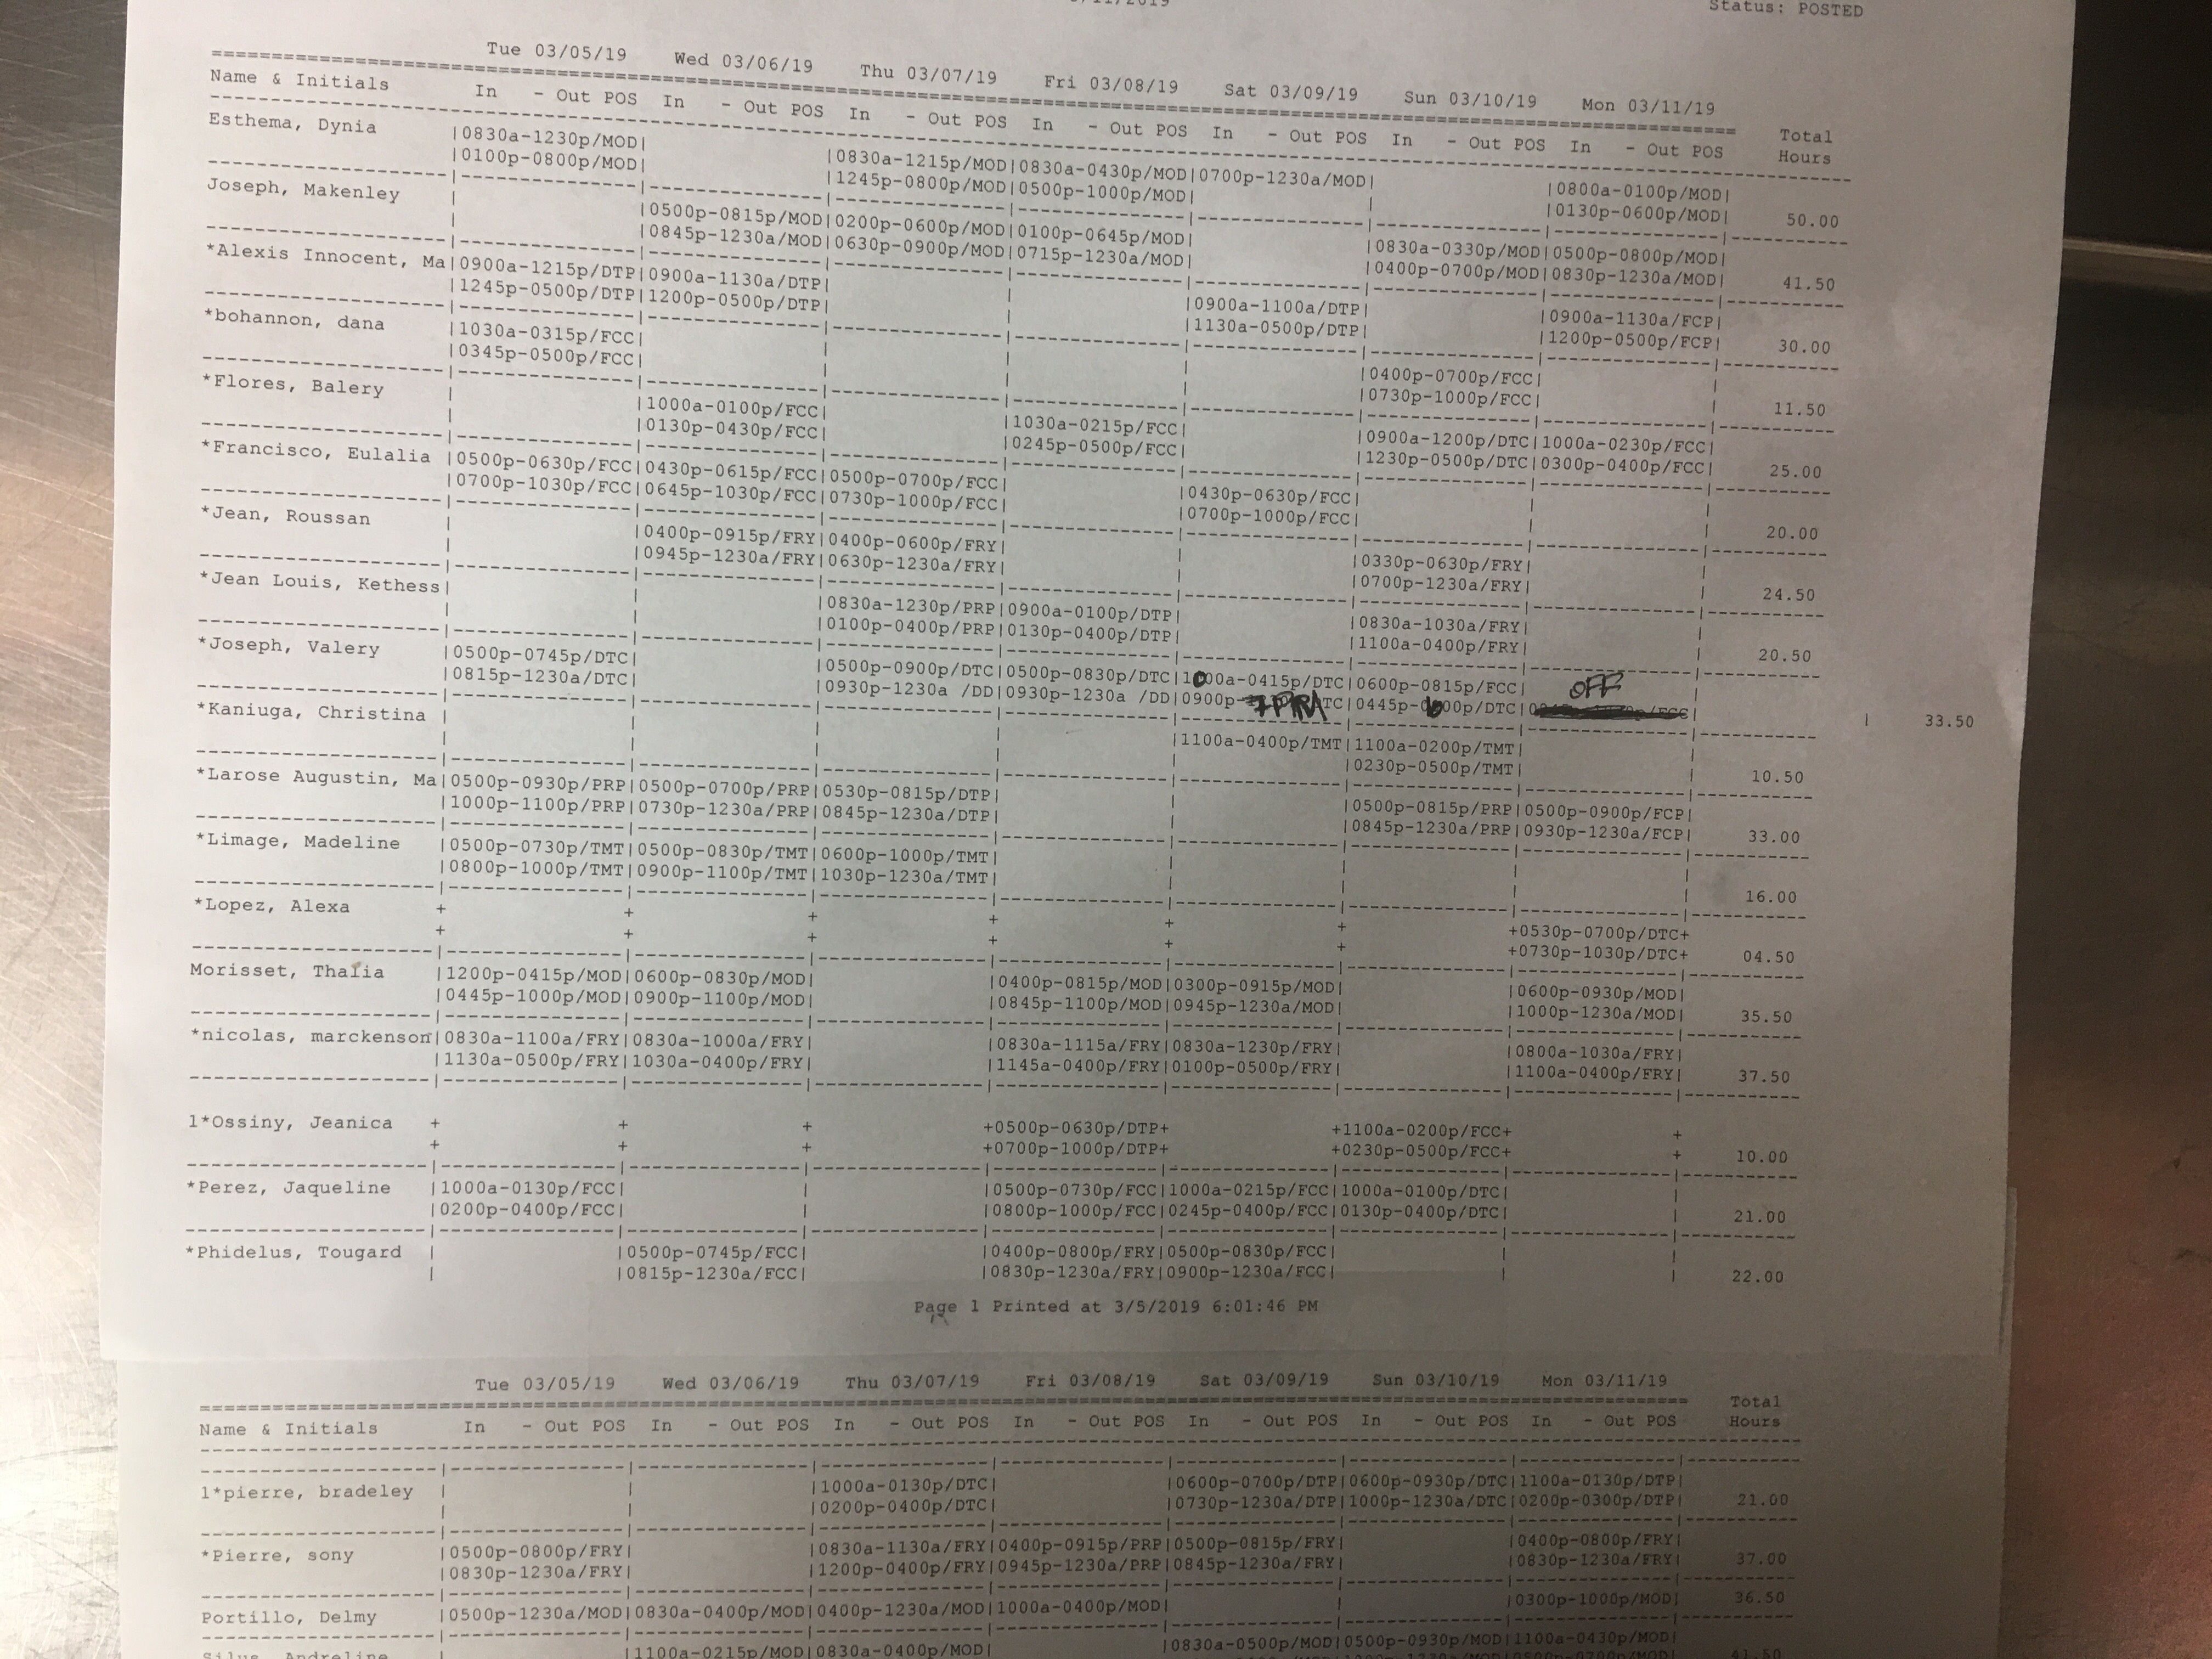 Status: POSTED
Tue 03/05/19 Wed 03/06/19 Thu 03/07/19 Fri 03/08/19 Sat 03/09/19 Sun 03/10/19 Mon 03/11/19
Name & Initials In - Out POS In - Out POS In - Out POS In - Out POS In - Out POS In - Out POS In - Out POS Total Hours
Esthema, Dynia |0830a-1230p/MOD| |0830a-1215p/MOD|0830a-0430p/MOD|0700p-1230a/MOD| |0800a-0100p/MOD|
|0100p-0800p/MOD| |1245p-0800p/MOD|0500p-1000p/MOD| |0130p-0600p/MOD| 50.00
Joseph, Makenley |0500p-0815p/MOD|0200p-0600p/MOD|0100p-0645p/MOD| |0830a-0330p/MOD|0500p-0800p/MOD|
|0845p-1230a/MOD|0630p-0900p/MOD|0715p-1230a/MOD| |0400p-0700p/MOD|0830p-1230a/MOD| 41.50
*Alexis Innocent, Ma|0900a-1215p/DTP|0900a-1130a/DTP| |0900a-1100a/DTP| |0900a-1130a/FCP|
|1245p-0500p/DTP|1200p-0500p/DTP| |1130a-0500p/DTP| |1200p-0500p/FCP| 30.00
*bohannon, dana |1030a-0315p/FCC| |0400p-0700p/FCC|
|0345p-0500p/FCC| |0730p-1000p/FCC| 11.50
*Flores, Balery |1000a-0100p/FCC| |1030a-0215p/FCC| |0900a-1200p/DTC|1000a-0230p/FCC|
|0130p-0430p/FCC| |0245p-0500p/FCC| |1230p-0500p/DTC|0300p-0400p/FCC| 25.00
*Francisco, Eulalia |0500p-0630p/FCC|0430p-0615p/FCC|0500p-0700p/FCC| |0430p-0630p/FCC|
|0700p-1030p/FCC|0645p-1030p/FCC|0730p-1000p/FCC| |0700p-1000p/FCC| 20.00
*Jean, Roussan |0400p-0915p/FRY|0400p-0600p/FRY| |0330p-0630p/FRY|
|0945p-1230a/FRY|0630p-1230a/FRY| |0700p-1230a/FRY| 24.50
*Jean Louis, Kethess| |0830a-1230p/PRP|0900a-0100p/DTP| |0830a-1030a/FRY|
|0100p-0400p/PRP|0130p-0400p/DTP| |1100a-0400p/FRY| 20.50
*Joseph, Valery |0500p-0745p/DTC| |0500p-0900p/DTC|0500p-0830p/DTC|1000a-0415p/DTC|0600p-0815p/FCC| OFF
|0815p-1230a/DTC| |0930p-1230a /DD|0930p-1230a /DD|0900p- 7PM TC|0445p-0600p/DTC| | 33.50
*Kaniuga, Christina |1100a-0400p/TMT|1100a-0200p/TMT|
|0230p-0500p/TMT| 10.50
*Larose Augustin, Ma|0500p-0930p/PRP|0500p-0700p/PRP|0530p-0815p/DTP| |0500p-0815p/PRP|0500p-0900p/FCP|
|1000p-1100p/PRP|0730p-1230a/PRP|0845p-1230a/DTP| |0845p-1230a/PRP|0930p-1230a/FCP| 33.00
*Limage, Madeline |0500p-0730p/TMT|0500p-0830p/TMT|0600p-1000p/TMT|
|0800p-1000p/TMT|0900p-1100p/TMT|1030p-1230a/TMT| 16.00
*Lopez, Alexa + + + + + + +0530p-0700p/DTC+
+ + + + + + +0730p-1030p/DTC+ 04.50
Morisset, Thalia |1200p-0415p/MOD|0600p-0830p/MOD| |0400p-0815p/MOD|0300p-0915p/MOD| |0600p-0930p/MOD|
|0445p-1000p/MOD|0900p-1100p/MOD| |0845p-1100p/MOD|0945p-1230a/MOD| |1000p-1230a/MOD| 35.50
*nicolas, marckenson|0830a-1100a/FRY|0830a-1000a/FRY| |0830a-1115a/FRY|0830a-1230p/FRY| |0800a-1030a/FRY|
|1130a-0500p/FRY|1030a-0400p/FRY| |1145a-0400p/FRY|0100p-0500p/FRY| |1100a-0400p/FRY| 37.50
1*Ossiny, Jeanica + + + +0500p-0630p/DTP+ +1100a-0200p/FCC+ +
+ + + +0700p-1000p/DTP+ +0230p-0500p/FCC+ + 10.00
*Perez, Jaqueline |1000a-0130p/FCC| | |0500p-0730p/FCC|1000a-0215p/FCC|1000a-0100p/DTC| |
|0200p-0400p/FCC| | |0800p-1000p/FCC|0245p-0400p/FCC|0130p-0400p/DTC| | 21.00
*Phidelus, Tougard | |0500p-0745p/FCC| |0400p-0800p/FRY|0500p-0830p/FCC| | |
| |0815p-1230a/FCC| |0830p-1230a/FRY|0900p-1230a/FCC| | | 22.00
Page 1 Printed at 3/5/2019 6:01:46 PM
Tue 03/05/19 Wed 03/06/19 Thu 03/07/19 Fri 03/08/19 Sat 03/09/19 Sun 03/10/19 Mon 03/11/19 Total
Name & Initials In - Out POS In - Out POS In - Out POS In - Out POS In - Out POS In - Out POS In - Out POS Hours
1*pierre, bradeley | | |1000a-0130p/DTC| |0600p-0700p/DTP|0600p-0930p/DTC|1100a-0130p/DTP|
| | |0200p-0400p/DTC| |0730p-1230a/DTP|1000p-1230a/DTC|0200p-0300p/DTP| 21.00
*Pierre, sony |0500p-0800p/FRY| |0830a-1130a/FRY|0400p-0915p/PRP|0500p-0815p/FRY| |0400p-0800p/FRY|
|0830p-1230a/FRY| |1200p-0400p/FRY|0945p-1230a/PRP|0845p-1230a/FRY| |0830p-1230a/FRY| 37.00
Portillo, Delmy |0500p-1230a/MOD|0830a-0400p/MOD|0400p-1230a/MOD|1000a-0400p/MOD| | |0300p-1000p/MOD| 36.50
Silus, Andreline |1100a-0215p/MOD|0830a-0400p/MOD| |0830a-0500p/MOD|0500p-0930p/MOD|1100a-0430p/MOD|
41.50